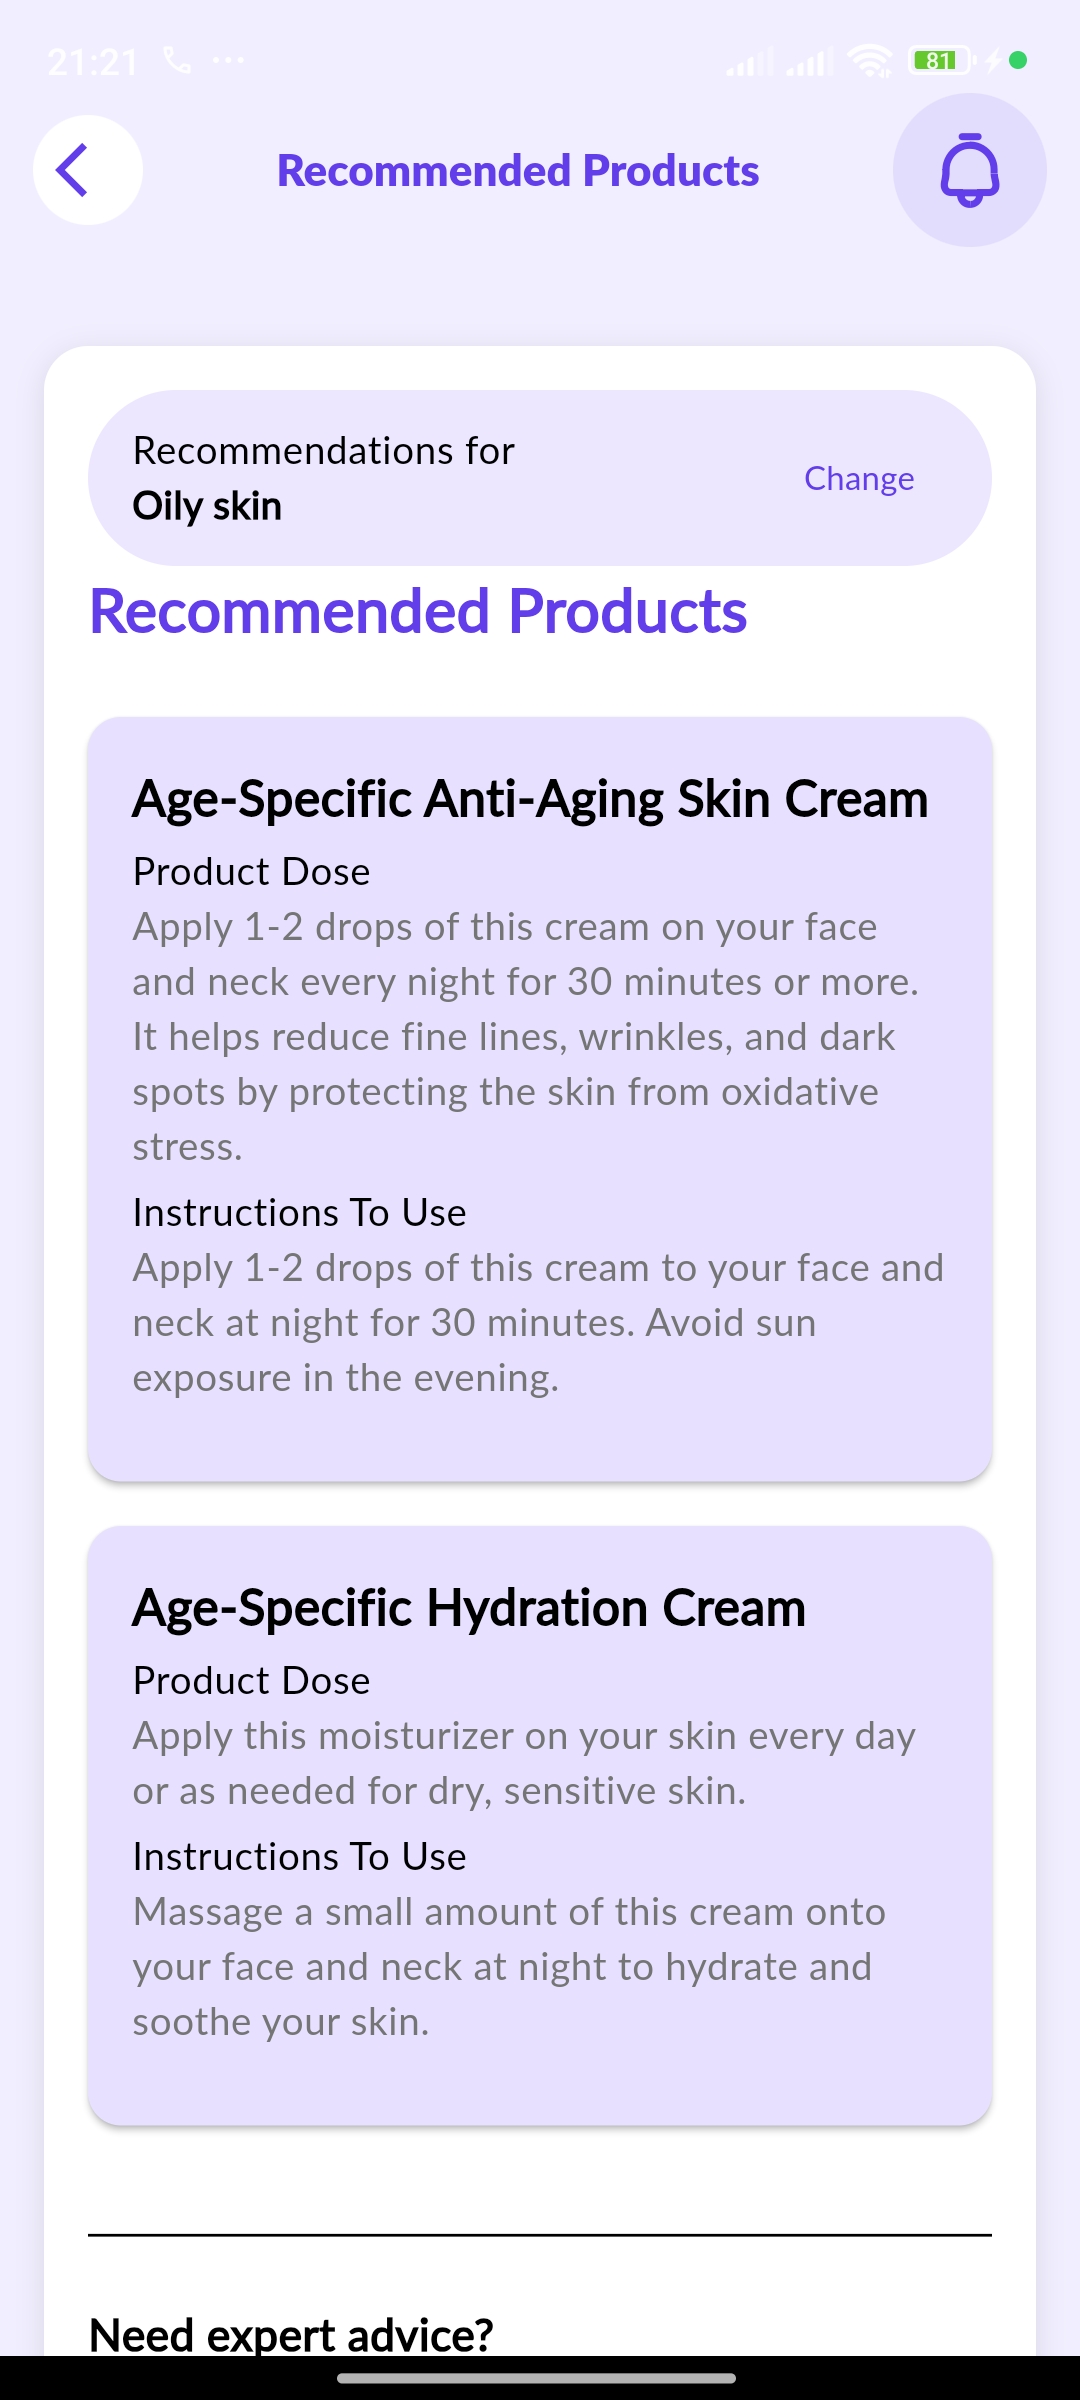 21:21
81
Recommended Products
Recommendations for
Oily skin
Change
Recommended Products
Age-Specific Anti-Aging Skin Cream
Product Dose
Apply 1-2 drops of this cream on your face
and neck every night for 30 minutes or more.
It helps reduce fine lines, wrinkles, and dark
spots by protecting the skin from oxidative
stress.
Instructions To Use
Apply 1-2 drops of this cream to your face and
neck at night for 30 minutes. Avoid sun
exposure in the evening.
Age-Specific Hydration Cream
Product Dose
Apply this moisturizer on your skin every day
or as needed for dry, sensitive skin.
Instructions To Use
Massage a small amount of this cream onto
your face and neck at night to hydrate and
soothe your skin.
Need expert advice?